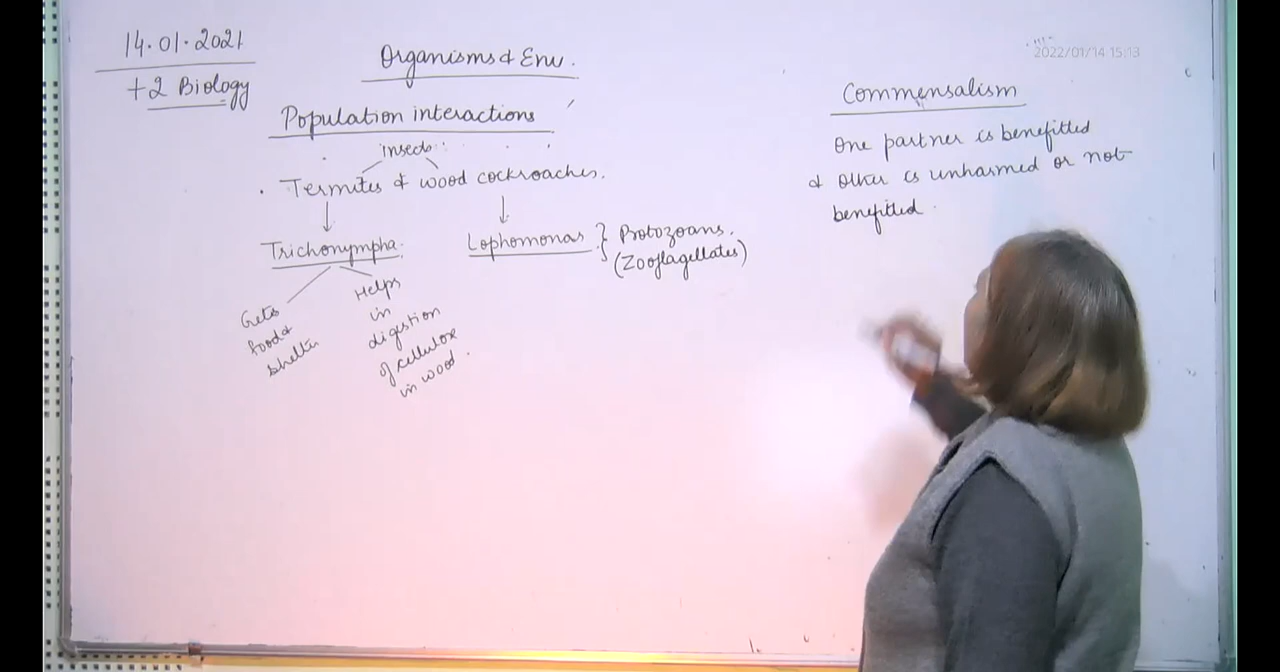 14.01.2021
+2 Biology
Organisms & Env.
Population interactions
insects
Termites & wood cockroaches.
Trichonympha.
Lophomonas } Protozoans.
(Zooflagellates)
Gets
food &
shelter
Helps
in
digestion
of cellulose
in wood.
2022/01/14 15:13
Commensalism
One partner is benefitted
& other is unharmed or not
benefitted.